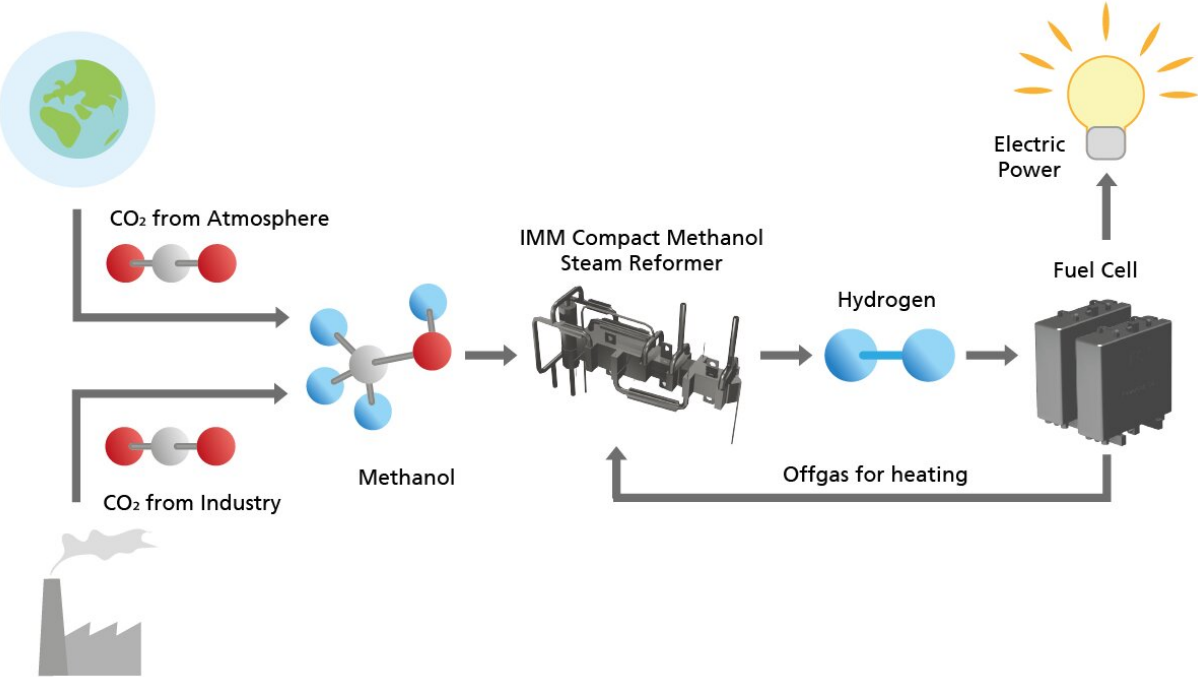 CO₂ from Atmosphere
CO₂ from Industry
Methanol
IMM Compact Methanol
Steam Reformer
Hydrogen
Fuel Cell
Electric
Power
Offgas for heating